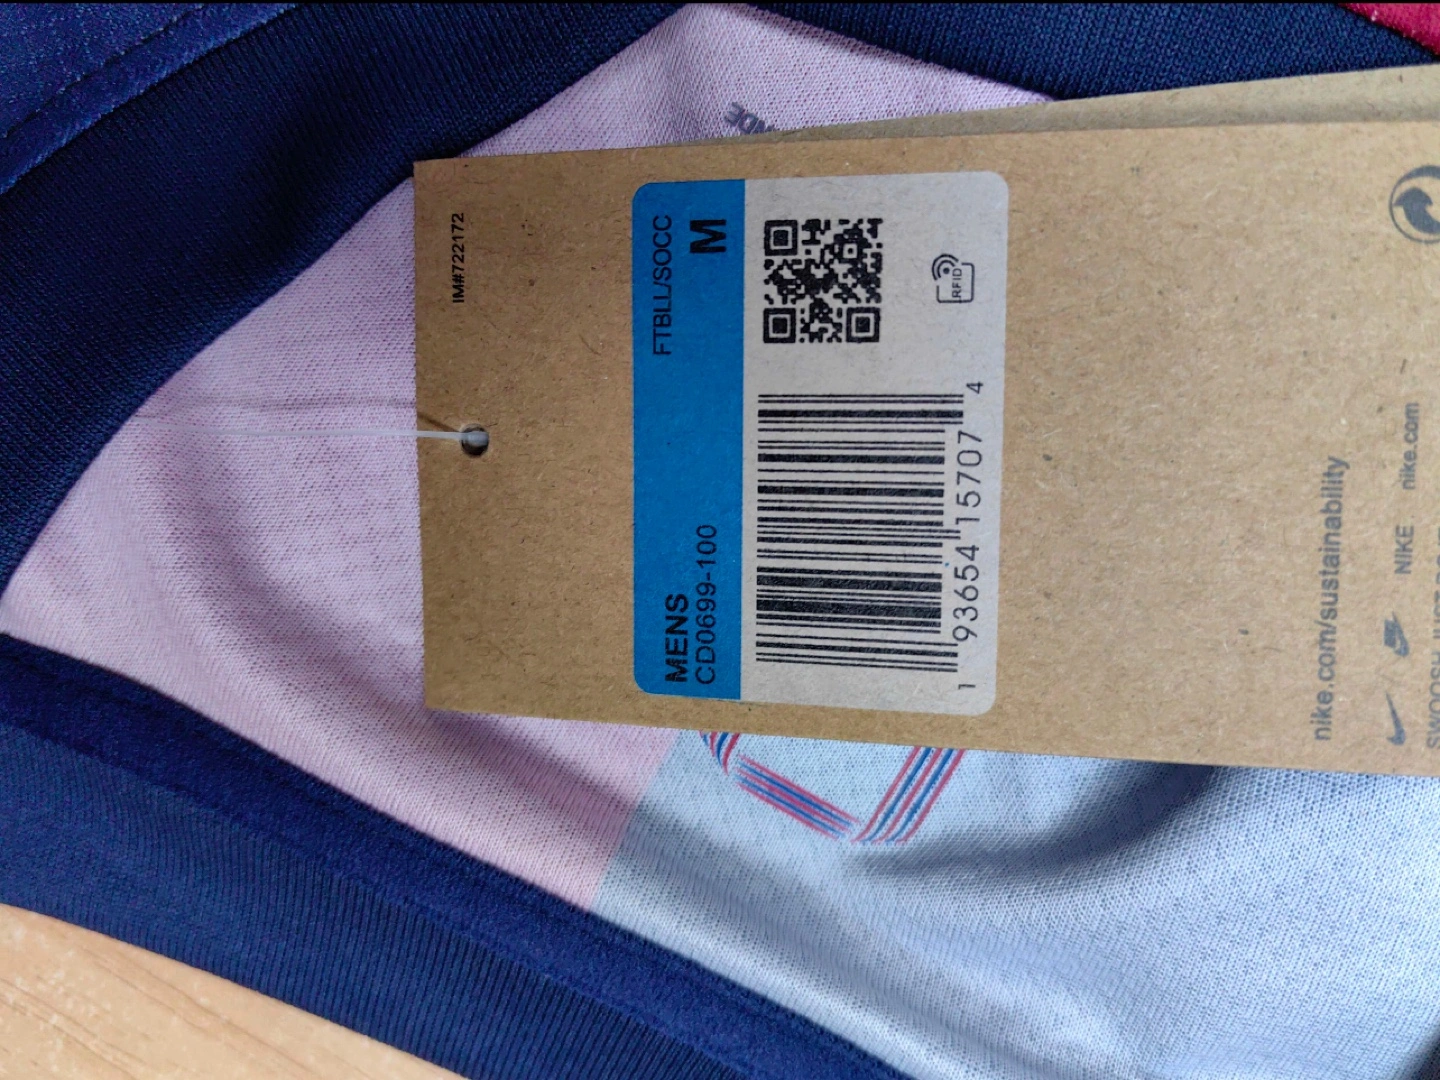 IM#722172
FTBLL/SOCC
M
MENS
CD0699-100
RFID
1 93654 15707 4
nike.com/sustainability
NIKE nike.com